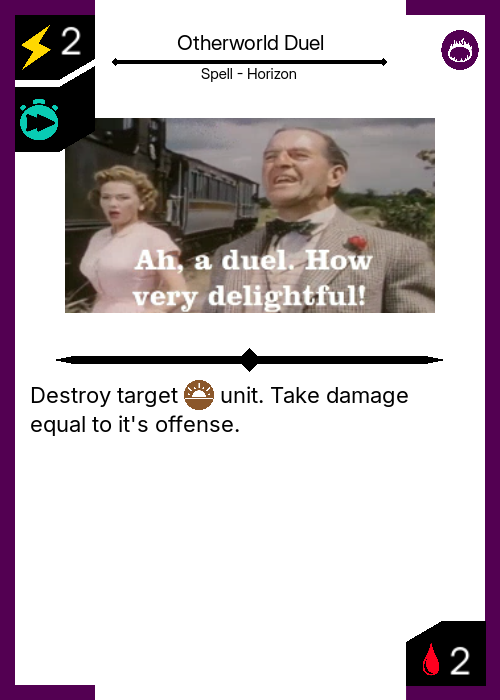 2
Otherworld Duel
Spell - Horizon
Ah, a duel. How
very delightful!
Destroy target unit. Take damage
equal to it's offense.
2